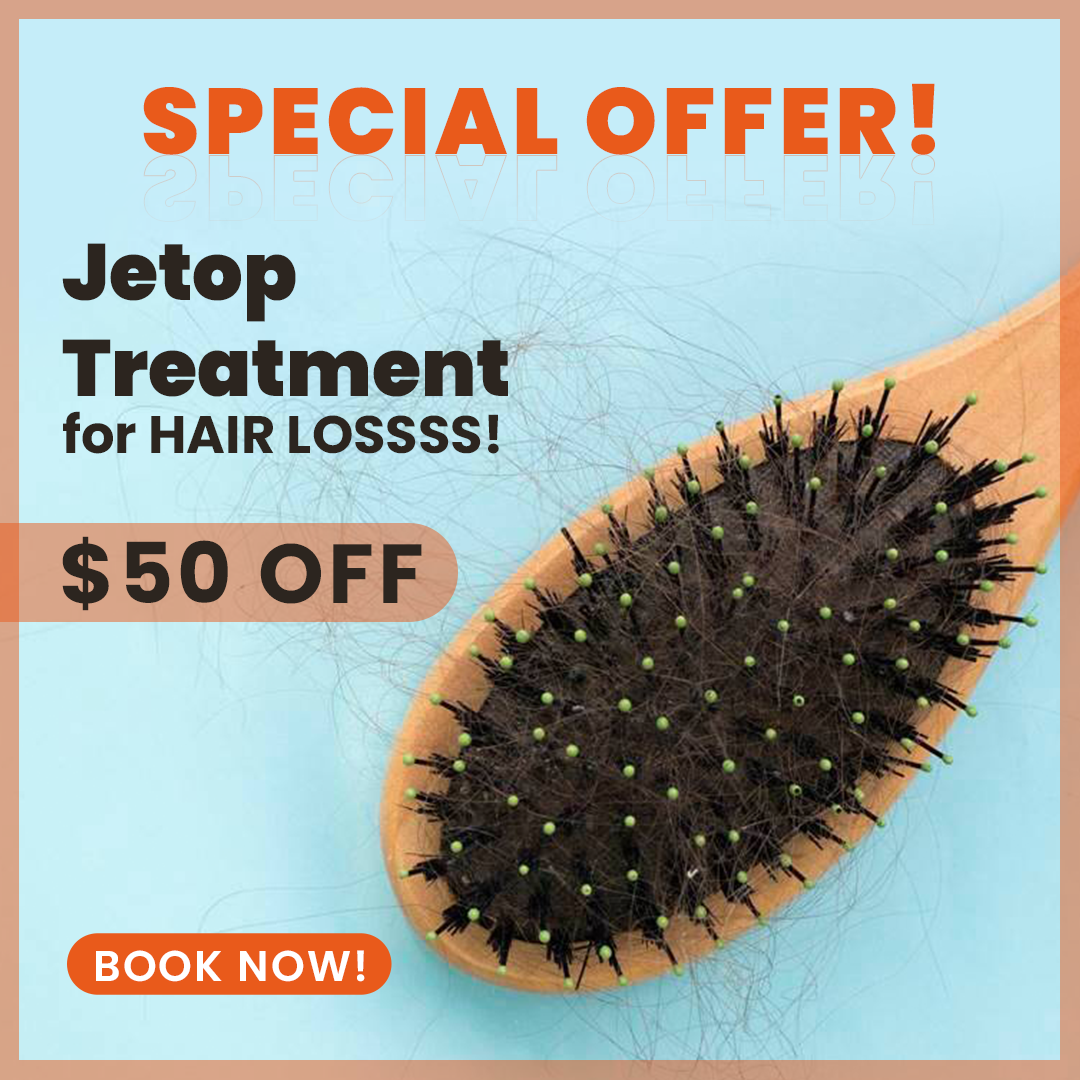 SPECIAL OFFER!
Jetop
Treatment
for HAIR LOSSSS!
$50 OFF
BOOK NOW!